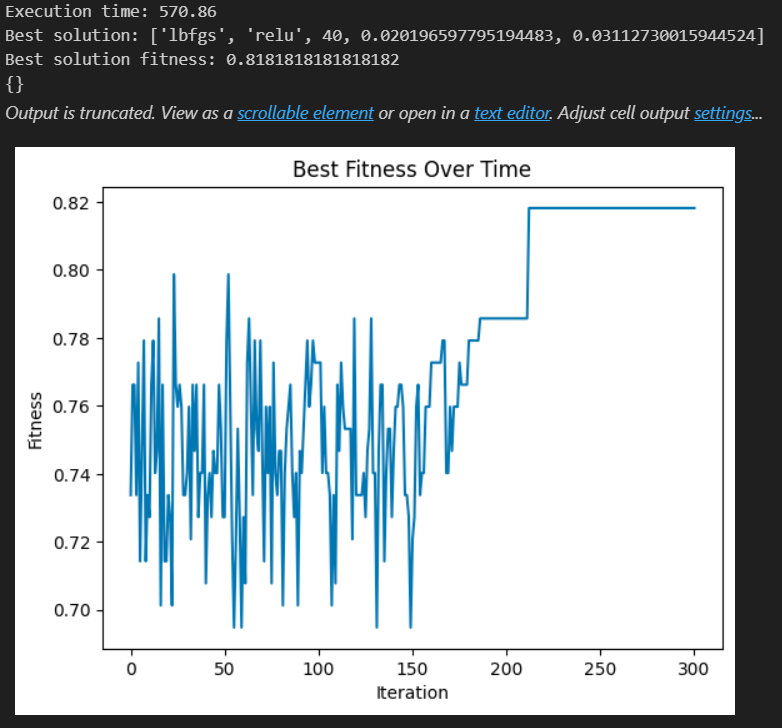 Execution time: 570.86
Best solution: ['lbfgs', 'relu', 40, 0.020196597795194483, 0.03112730015944524]
Best solution fitness: 0.8181818181818182
{}
Output is truncated. View as a scrollable element or open in a text editor. Adjust cell output settings...
Best Fitness Over Time
0.82
0.80
0.78
0.76
0.74
0.72
0.70
Fitness
0 50 100 150 200 250 300
Iteration